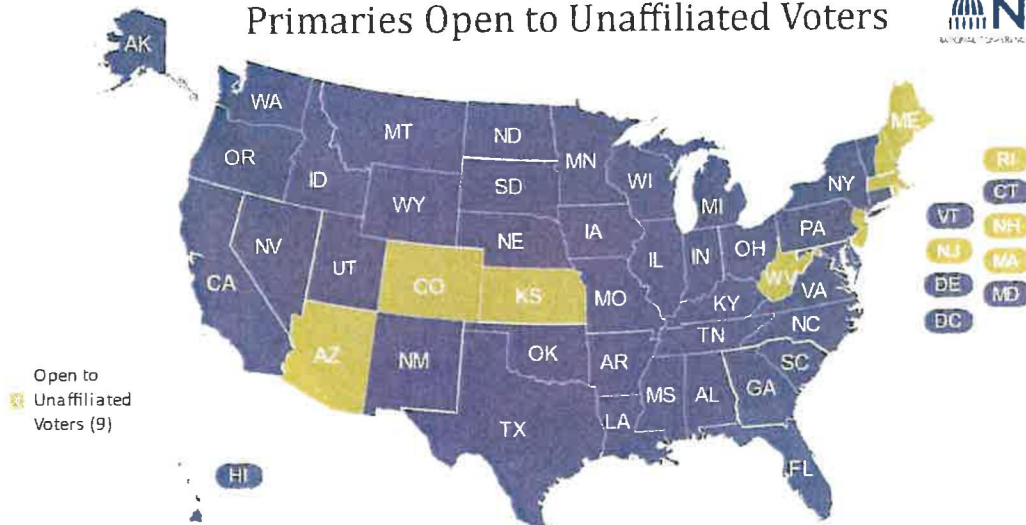 Primaries Open to Unaffiliated Voters
N
AK
WA
MT
ND
MN
ME
OR
ID
SD
WI
NY
RI
WY
MI
CT
VT
IA
PA
NH
NV
NE
IL
IN
OH
NJ
MA
CA
UT
CO
KS
MO
WV
VA
DE
MD
KY
DC
NC
TN
AZ
NM
OK
AR
SC
MS
AL
GA
Open to
Unaffiliated
Voters (9)
LA
TX
FL
HI